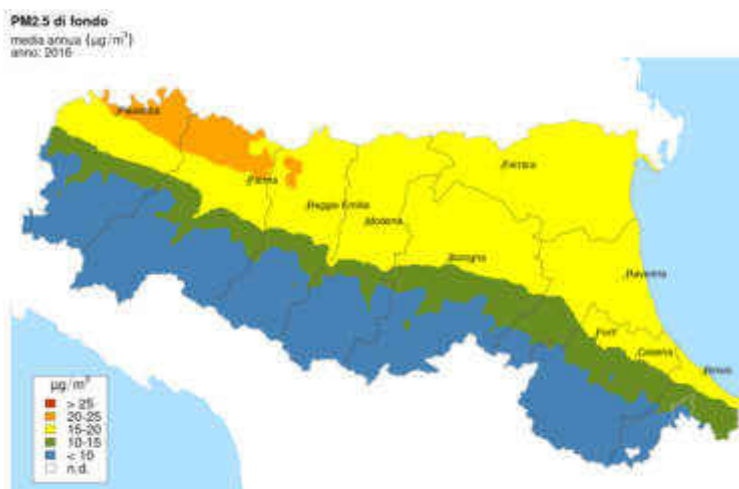 PM2.5 di fondo
media annua (µg/m³)
anno: 2016
Piacenza
Parma
Reggio Emilia
Modena
Ferrara
Bologna
Ravenna
Forlì
Cesena
Rimini
µg/m³
> 25
20-25
15-20
10-15
< 10
n.d.